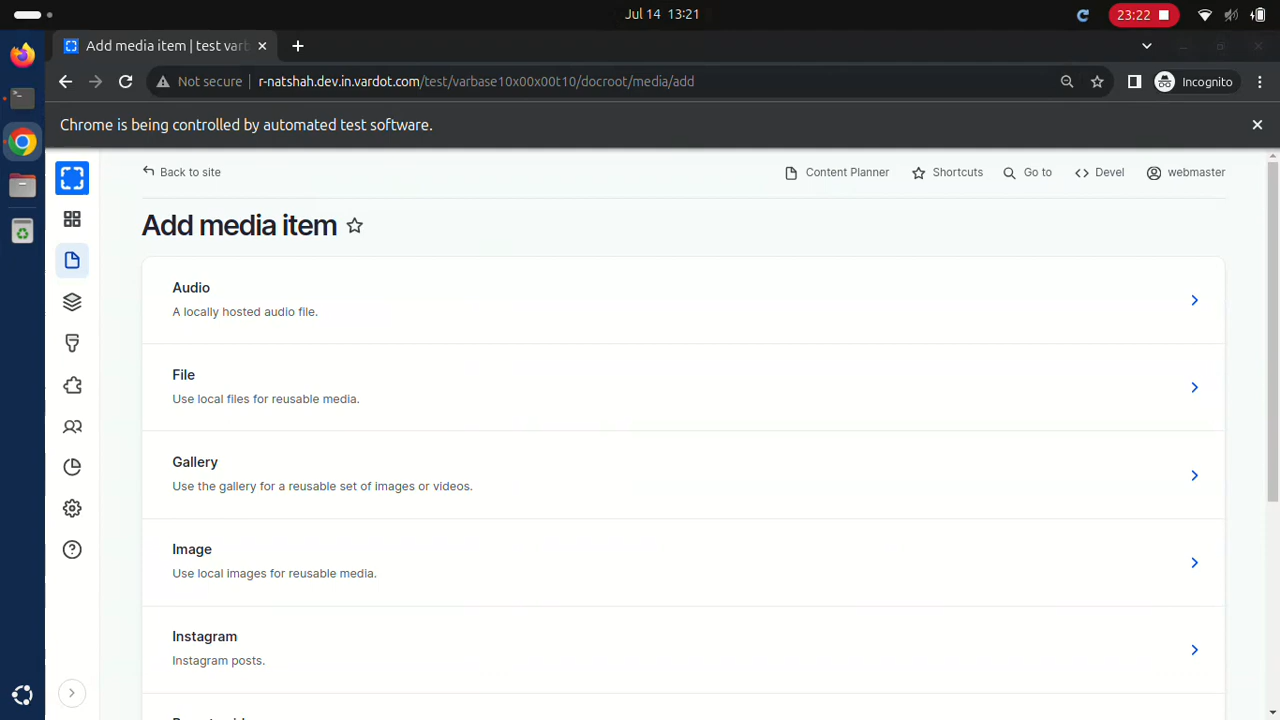 Jul 14 13:21
23:22
Add media item | test varb
Not secure
r-natshah.dev.in.vardot.com/test/varbase10x00x00t10/docroot/media/add
Incognito
Chrome is being controlled by automated test software.
Back to site
Content Planner
Shortcuts
Go to
Devel
webmaster
Add media item
Audio
A locally hosted audio file.
File
Use local files for reusable media.
Gallery
Use the gallery for a reusable set of images or videos.
Image
Use local images for reusable media.
Instagram
Instagram posts.